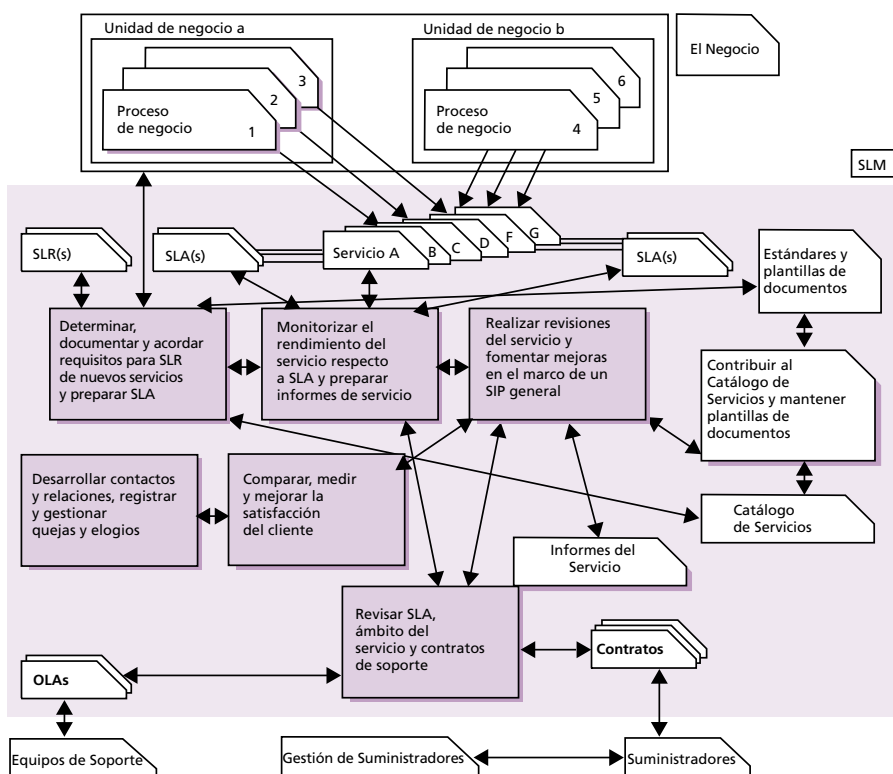 Unidad de negocio a
Unidad de negocio b
El Negocio
3
2
Proceso
de negocio
1
6
5
Proceso
de negocio
4
SLM
SLR(s)
SLA(s)
Servicio A
B
C
D
F
G
SLA(s)
Estándares y
plantillas de
documentos
Determinar,
documentar y acordar
requisitos para SLR
de nuevos servicios
y preparar SLA
Monitorizar el
rendimiento del
servicio respecto
a SLA y preparar
informes de servicio
Realizar revisiones
del servicio y
fomentar mejoras
en el marco de un
SIP general
Contribuir al
Catálogo de
Servicios y mantener
plantillas de
documentos
Desarrollar contactos
y relaciones, registrar
y gestionar
quejas y elogios
Comparar, medir
y mejorar la
satisfacción
del cliente
Catálogo
de Servicios
Informes del
Servicio
Revisar SLA,
ámbito del
servicio y contratos
de soporte
Contratos
OLAs
Equipos de Soporte
Gestión de Suministradores
Suministradores